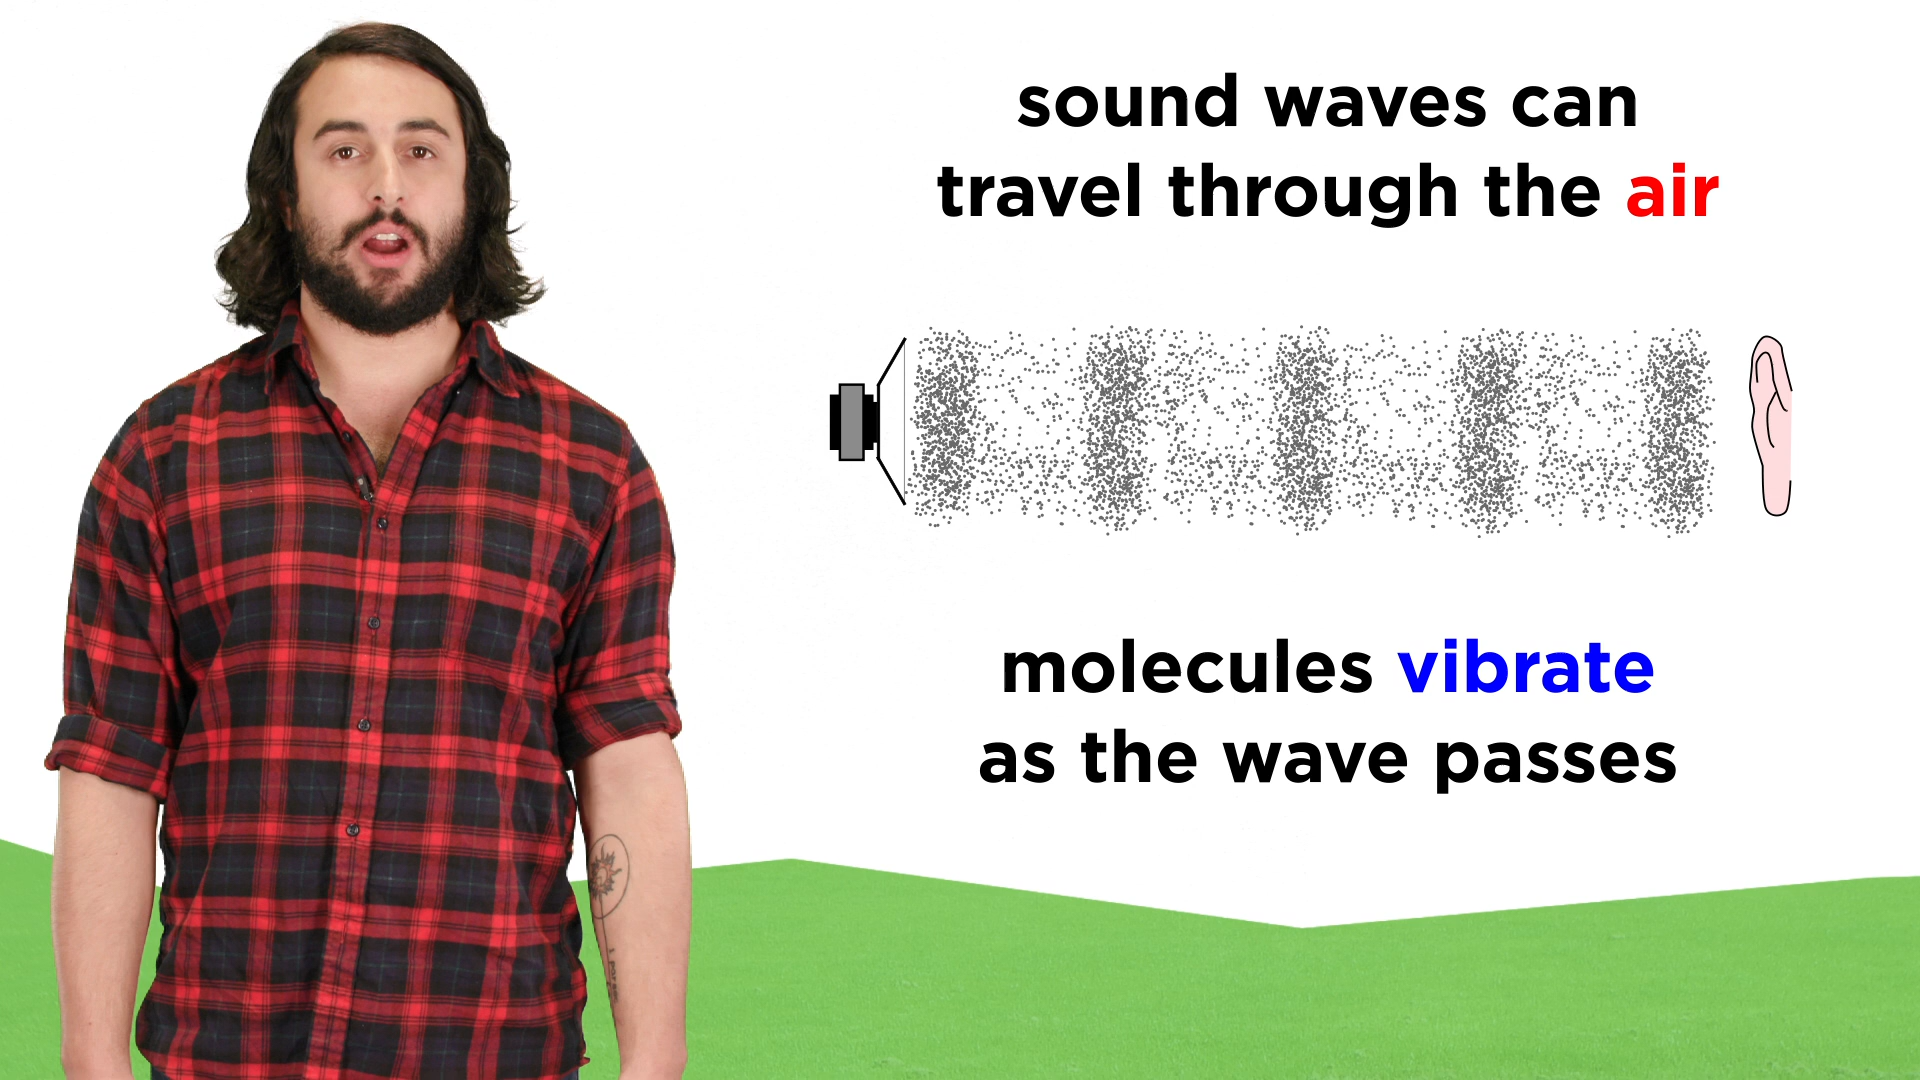 sound waves can
travel through the air
molecules vibrate
as the wave passes